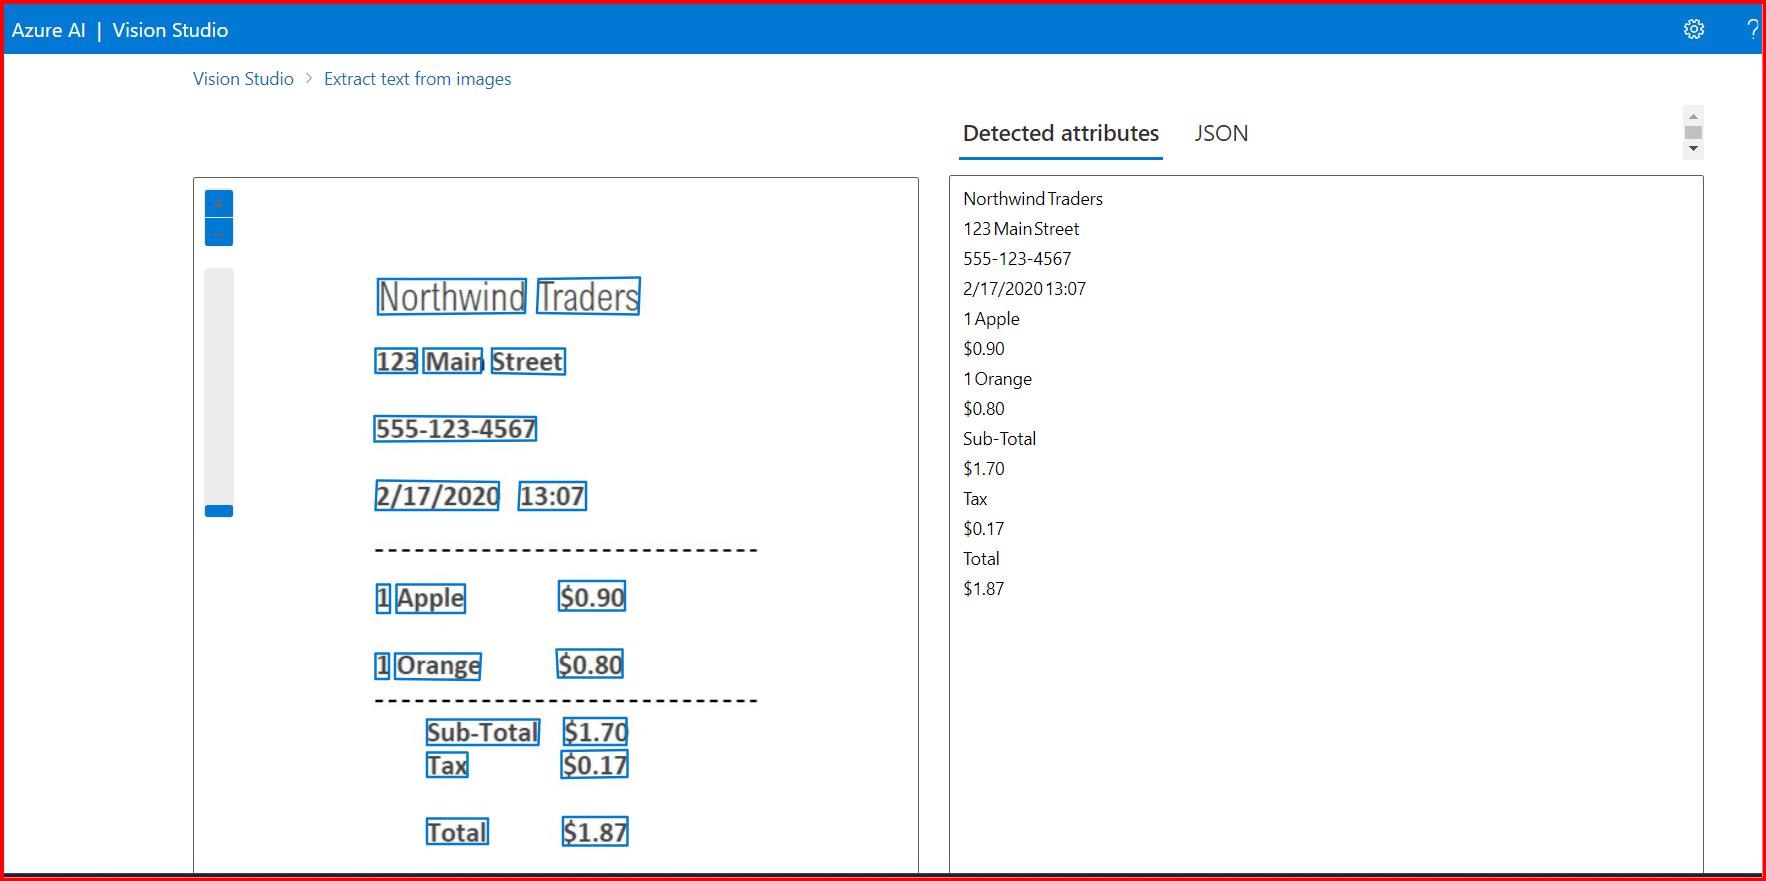 Azure AI | Vision Studio
?
Vision Studio > Extract text from images
Detected attributes JSON
+
-
Northwind Traders
123 Main Street
555-123-4567
2/17/2020 13:07
-----------------------------
1 Apple $0.90
1 Orange $0.80
-----------------------------
Sub-Total $1.70
Tax $0.17
Total $1.87
Northwind Traders
123 Main Street
555-123-4567
2/17/2020 13:07
1 Apple
$0.90
1 Orange
$0.80
Sub-Total
$1.70
Tax
$0.17
Total
$1.87